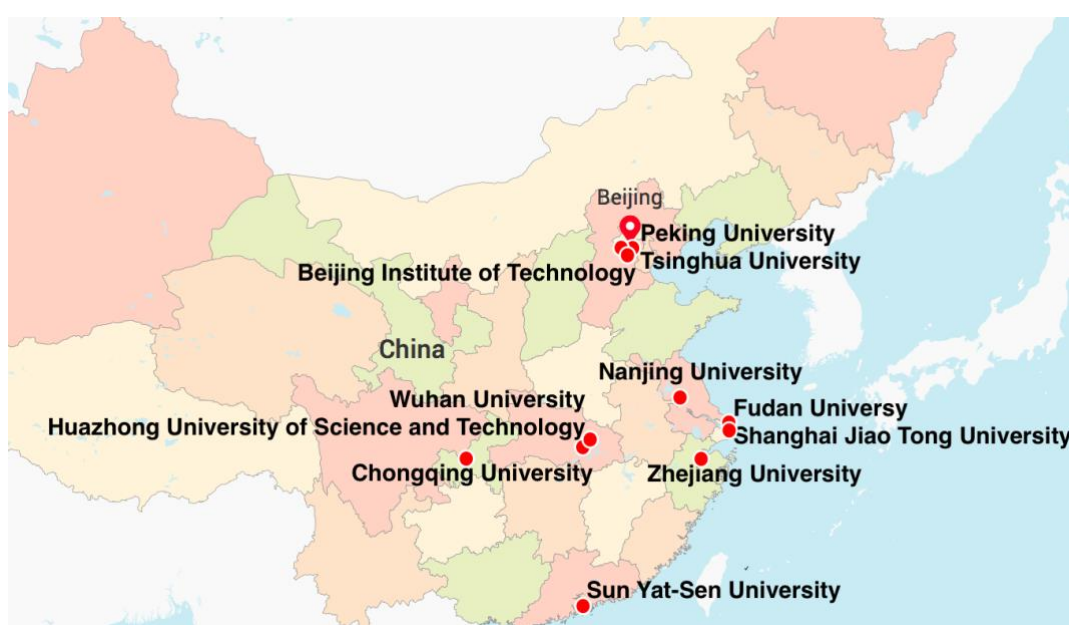 Beijing
Peking University
Tsinghua University
Beijing Institute of Technology
China
Nanjing University
Wuhan University
Fudan Universy
Huazhong University of Science and Technology
Shanghai Jiao Tong University
Chongqing University
Zhejiang University
Sun Yat-Sen University